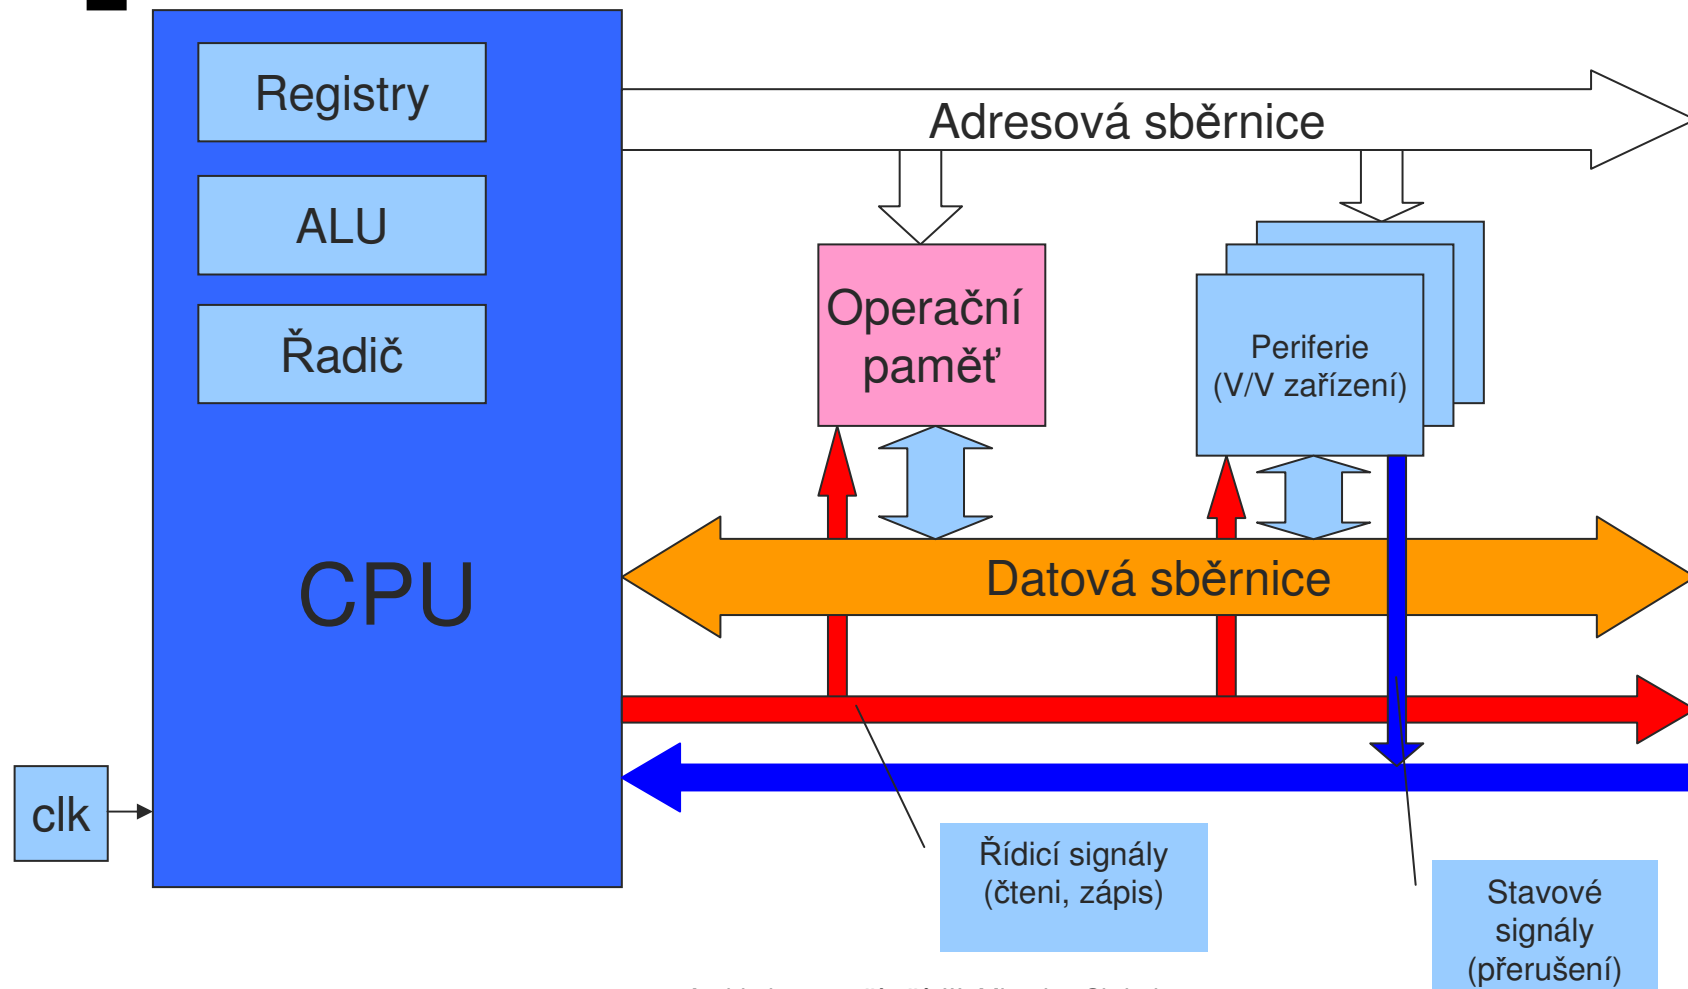 Registry
ALU
Řadič
CPU
clk
Adresová sběrnice
Operační
paměť
Periferie
(V/V zařízení)
Datová sběrnice
Řídicí signály
(čteni, zápis)
Stavové
signály
(přerušení)